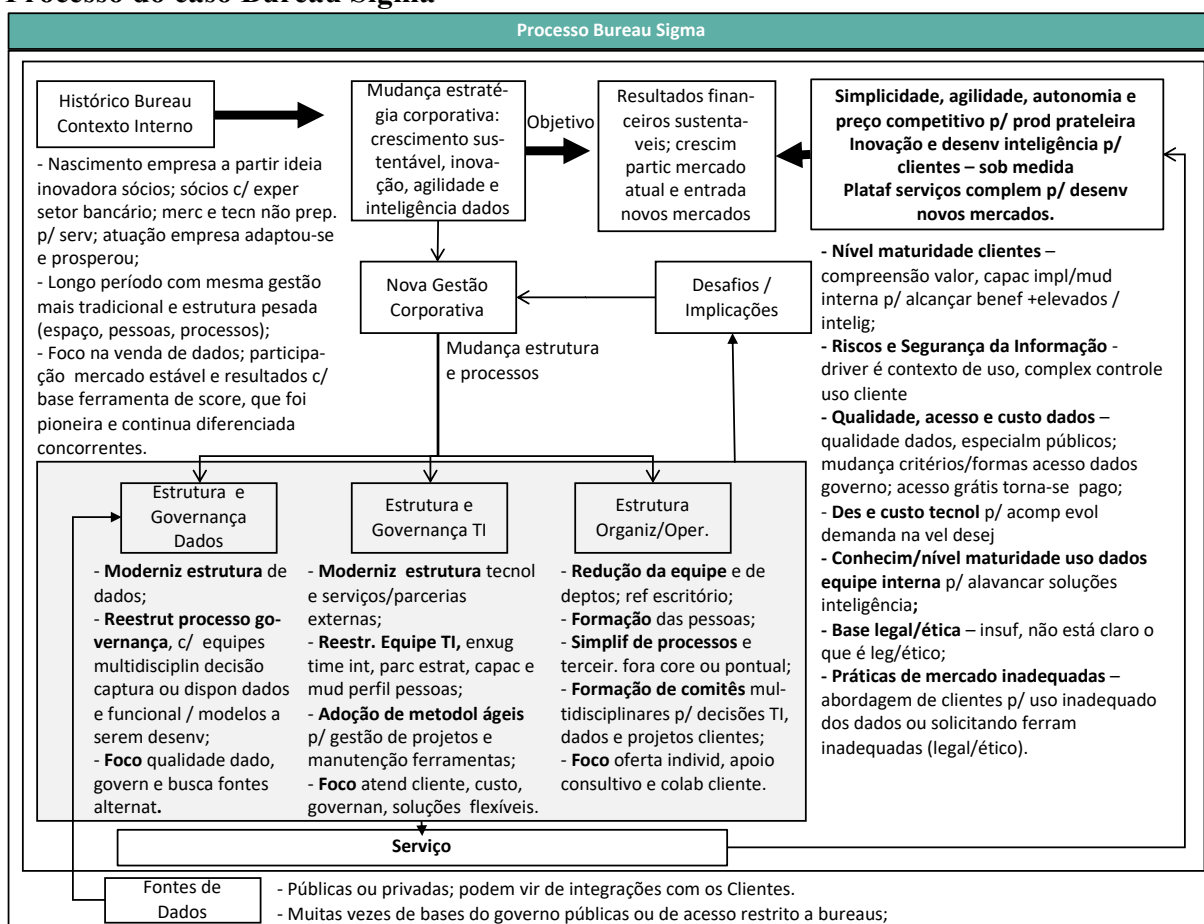 Processo do caso Bureau Sigma
Processo Bureau Sigma
Histórico Bureau
Contexto Interno
Mudança estraté-
gia corporativa:
crescimento sus-
tentável, inova-
ção, agilidade e
inteligência dados
Objetivo
Resultados finan-
ceiros sustenta-
veis; crescim
partic mercado
atual e entrada
novos mercados
Simplicidade, agilidade, autonomia e
preço competitivo p/ prod prateleira
Inovação e desenv inteligência p/
clientes – sob medida
Plataf serviços complem p/ desenv
novos mercados.
- Nascimento empresa a partir ideia
inovadora sócios; sócios c/ exper
setor bancário; merc e tecn não prep.
p/ serv; atuação empresa adaptou-se
e prosperou;
- Longo período com mesma gestão
mais tradicional e estrutura pesada
(espaço, pessoas, processos);
- Foco na venda de dados; participa-
ção mercado estável e resultados c/
base ferramenta de score, que foi
pioneira e continua diferenciada
concorrentes.
Nova Gestão
Corporativa
Desafios /
Implicações
Mudança estrutura
e processos
- Nível maturidade clientes –
compreensão valor, capac impl/mud
interna p/ alcançar benef +elevados /
intelig;
- Riscos e Segurança da Informação -
driver é contexto de uso, complex controle
uso cliente
- Qualidade, acesso e custo dados –
qualidade dados, especialm públicos;
mudança critérios/formas acesso dados
governo; acesso grátis torna-se pago;
- Des e custo tecnol p/ acomp evol
demanda na vel desej
- Conhecim/nível maturidade uso dados
equipe interna p/ alavancar soluções
inteligência;
- Base legal/ética – insuf, não está claro o
que é leg/ético;
- Práticas de mercado inadequadas –
abordagem de clientes p/ uso inadequado
dos dados ou solicitando ferram
inadequadas (legal/ético).
Estrutura e
Governança
Dados
Estrutura e
Governança TI
Estrutura
Organiz/Oper.
- Moderniz estrutura de
dados;
- Reestrut processo go-
vernança, c/ equipes
multidisciplin decisão
captura ou dispon dados
e funcional / modelos a
serem desenv;
- Foco qualidade dado,
govern e busca fontes
alternat.
- Moderniz estrutura tecnol
e serviços/parcerias
externas;
- Reestr. Equipe TI, enxug
time int, parc estrat, capac e
mud perfil pessoas;
- Adoção de metodol ágeis
p/ gestão de projetos e
manutenção ferramentas;
- Foco atend cliente, custo,
governan, soluções flexíveis.
- Redução da equipe e de
deptos; ref escritório;
- Formação das pessoas;
- Simplif de processos e
terceir. fora core ou pontual;
- Formação de comitês mul-
tidisciplinares p/ decisões TI,
dados e projetos clientes;
- Foco oferta individ, apoio
consultivo e colab cliente.
Serviço
Fontes de
Dados
- Públicas ou privadas; podem vir de integrações com os Clientes.
- Muitas vezes de bases do governo públicas ou de acesso restrito a bureaus;